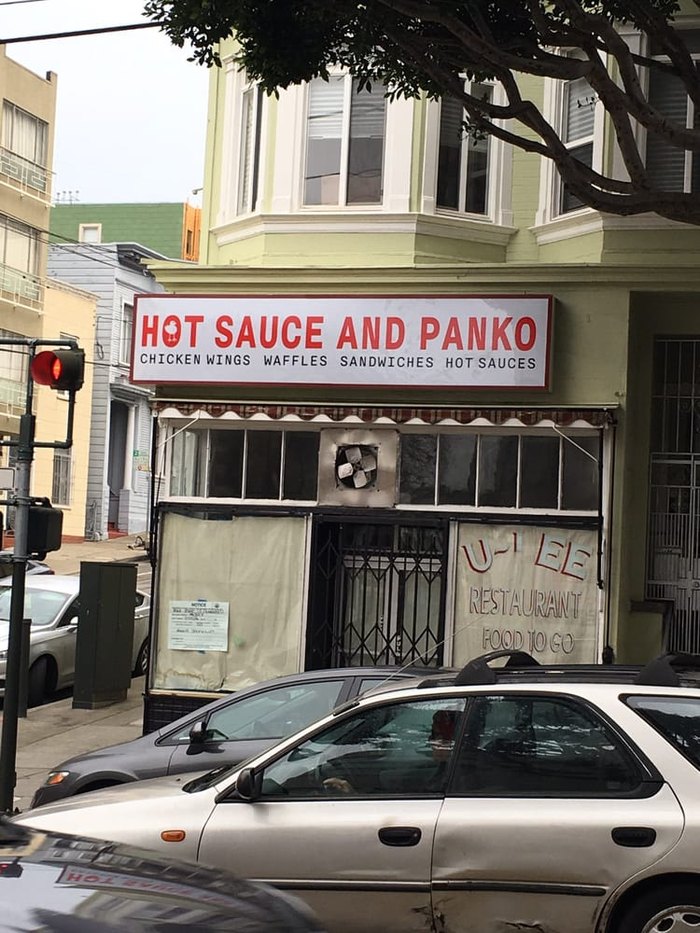 HOT SAUCE AND PANKO
CHICKEN WINGS WAFFLES SANDWICHES HOT SAUCES
NOTICE
U-LEE
RESTAURANT
FOOD TO GO